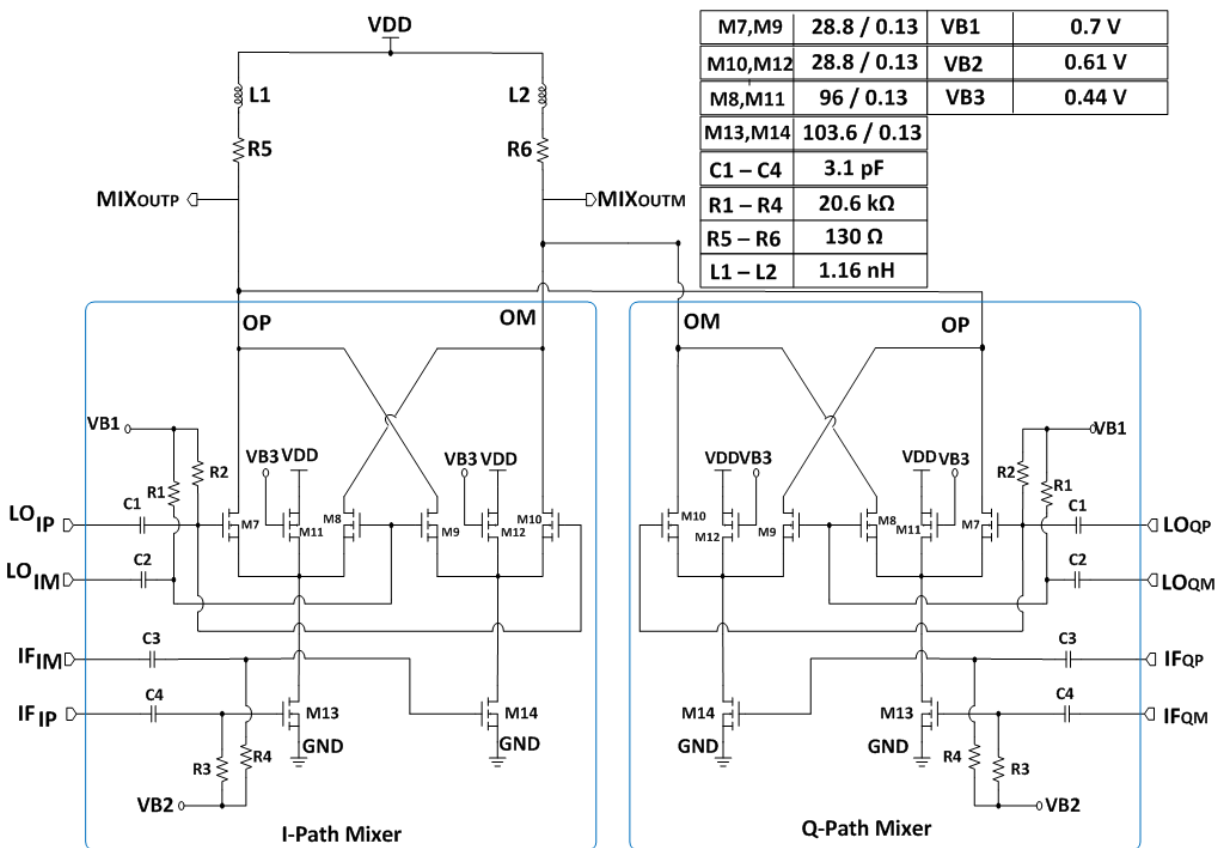 VDD
L1
L2
R5
R6
MIXOUTP
MIXOUTM
M7,M9 28.8 / 0.13 VB1 0.7 V
M10,M12 28.8 / 0.13 VB2 0.61 V
M8,M11 96 / 0.13 VB3 0.44 V
M13,M14 103.6 / 0.13
C1 – C4 3.1 pF
R1 – R4 20.6 kΩ
R5 – R6 130 Ω
L1 – L2 1.16 nH
OP
OM
VB1
R1
R2
VB3
VDD
VB3
VDD
LOIP
C1
M7
M11
M8
M9
M12
M10
LOIM
C2
IFIM
C3
IFIP
C4
M13
M14
GND
GND
R3
R4
VB2
I-Path Mixer
OM
OP
VDD
VB3
VDD
VB3
R2
R1
VB1
M10
M12
M9
M8
M11
M7
C1
LOQP
C2
LOQM
C3
IFQP
C4
IFQM
M14
M13
GND
GND
R4
R3
VB2
Q-Path Mixer